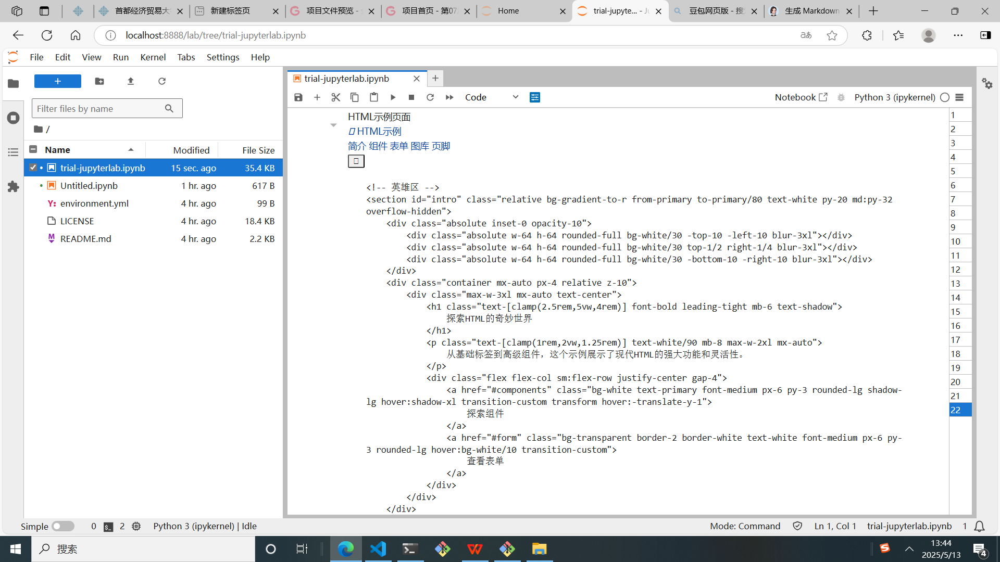 首都经济贸易大
新建标签页
项目文件预览 -
项目首页 - 第07
Home
trial-jupyte... - Ju
豆包网页版 - 搜
生成 Markdown
localhost:8888/lab/tree/trial-jupyterlab.ipynb
aあ
File Edit View Run Kernel Tabs Settings Help
trial-jupyterlab.ipynb
Code
Notebook
Python 3 (ipykernel)
Filter files by name
/
Name Modified File Size
trial-jupyterlab.ipynb 15 sec. ago 35.4 KB
Untitled.ipynb 1 hr. ago 617 B
Y: environment.yml 4 hr. ago 99 B
LICENSE 4 hr. ago 18.4 KB
M README.md 4 hr. ago 2.2 KB
HTML示例页面
HTML示例
简介 组件 表单 图库 页脚
<!-- 英雄区 -->
<section id="intro" class="relative bg-gradient-to-r from-primary to-primary/80 text-white py-20 md:py-32
overflow-hidden">
<div class="absolute inset-0 opacity-10">
<div class="absolute w-64 h-64 rounded-full bg-white/30 -top-10 -left-10 blur-3xl"></div>
<div class="absolute w-64 h-64 rounded-full bg-white/30 top-1/2 right-1/4 blur-3xl"></div>
<div class="absolute w-64 h-64 rounded-full bg-white/30 -bottom-10 -right-10 blur-3xl"></div>
</div>
<div class="container mx-auto px-4 relative z-10">
<div class="max-w-3xl mx-auto text-center">
<h1 class="text-[clamp(2.5rem,5vw,4rem)] font-bold leading-tight mb-6 text-shadow">
探索HTML的奇妙世界
</h1>
<p class="text-[clamp(1rem,2vw,1.25rem)] text-white/90 mb-8 max-w-2xl mx-auto">
从基础标签到高级组件，这个示例展示了现代HTML的强大功能和灵活性。
</p>
<div class="flex flex-col sm:flex-row justify-center gap-4">
<a href="#components" class="bg-white text-primary font-medium px-6 py-3 rounded-lg shadow-
lg hover:shadow-xl transition-custom transform hover:-translate-y-1">
探索组件
</a>
<a href="#form" class="bg-transparent border-2 border-white text-white font-medium px-6 py-
3 rounded-lg hover:bg-white/10 transition-custom">
查看表单
</a>
</div>
</div>
</div>
1
2
3
4
5
6
7
8
9
10
11
12
13
14
15
16
17
18
19
20
21
22
Simple 0 2 Python 3 (ipykernel) | Idle
Mode: Command Ln 1, Col 1 trial-jupyterlab.ipynb 1
搜索
13:44
2025/5/13
4